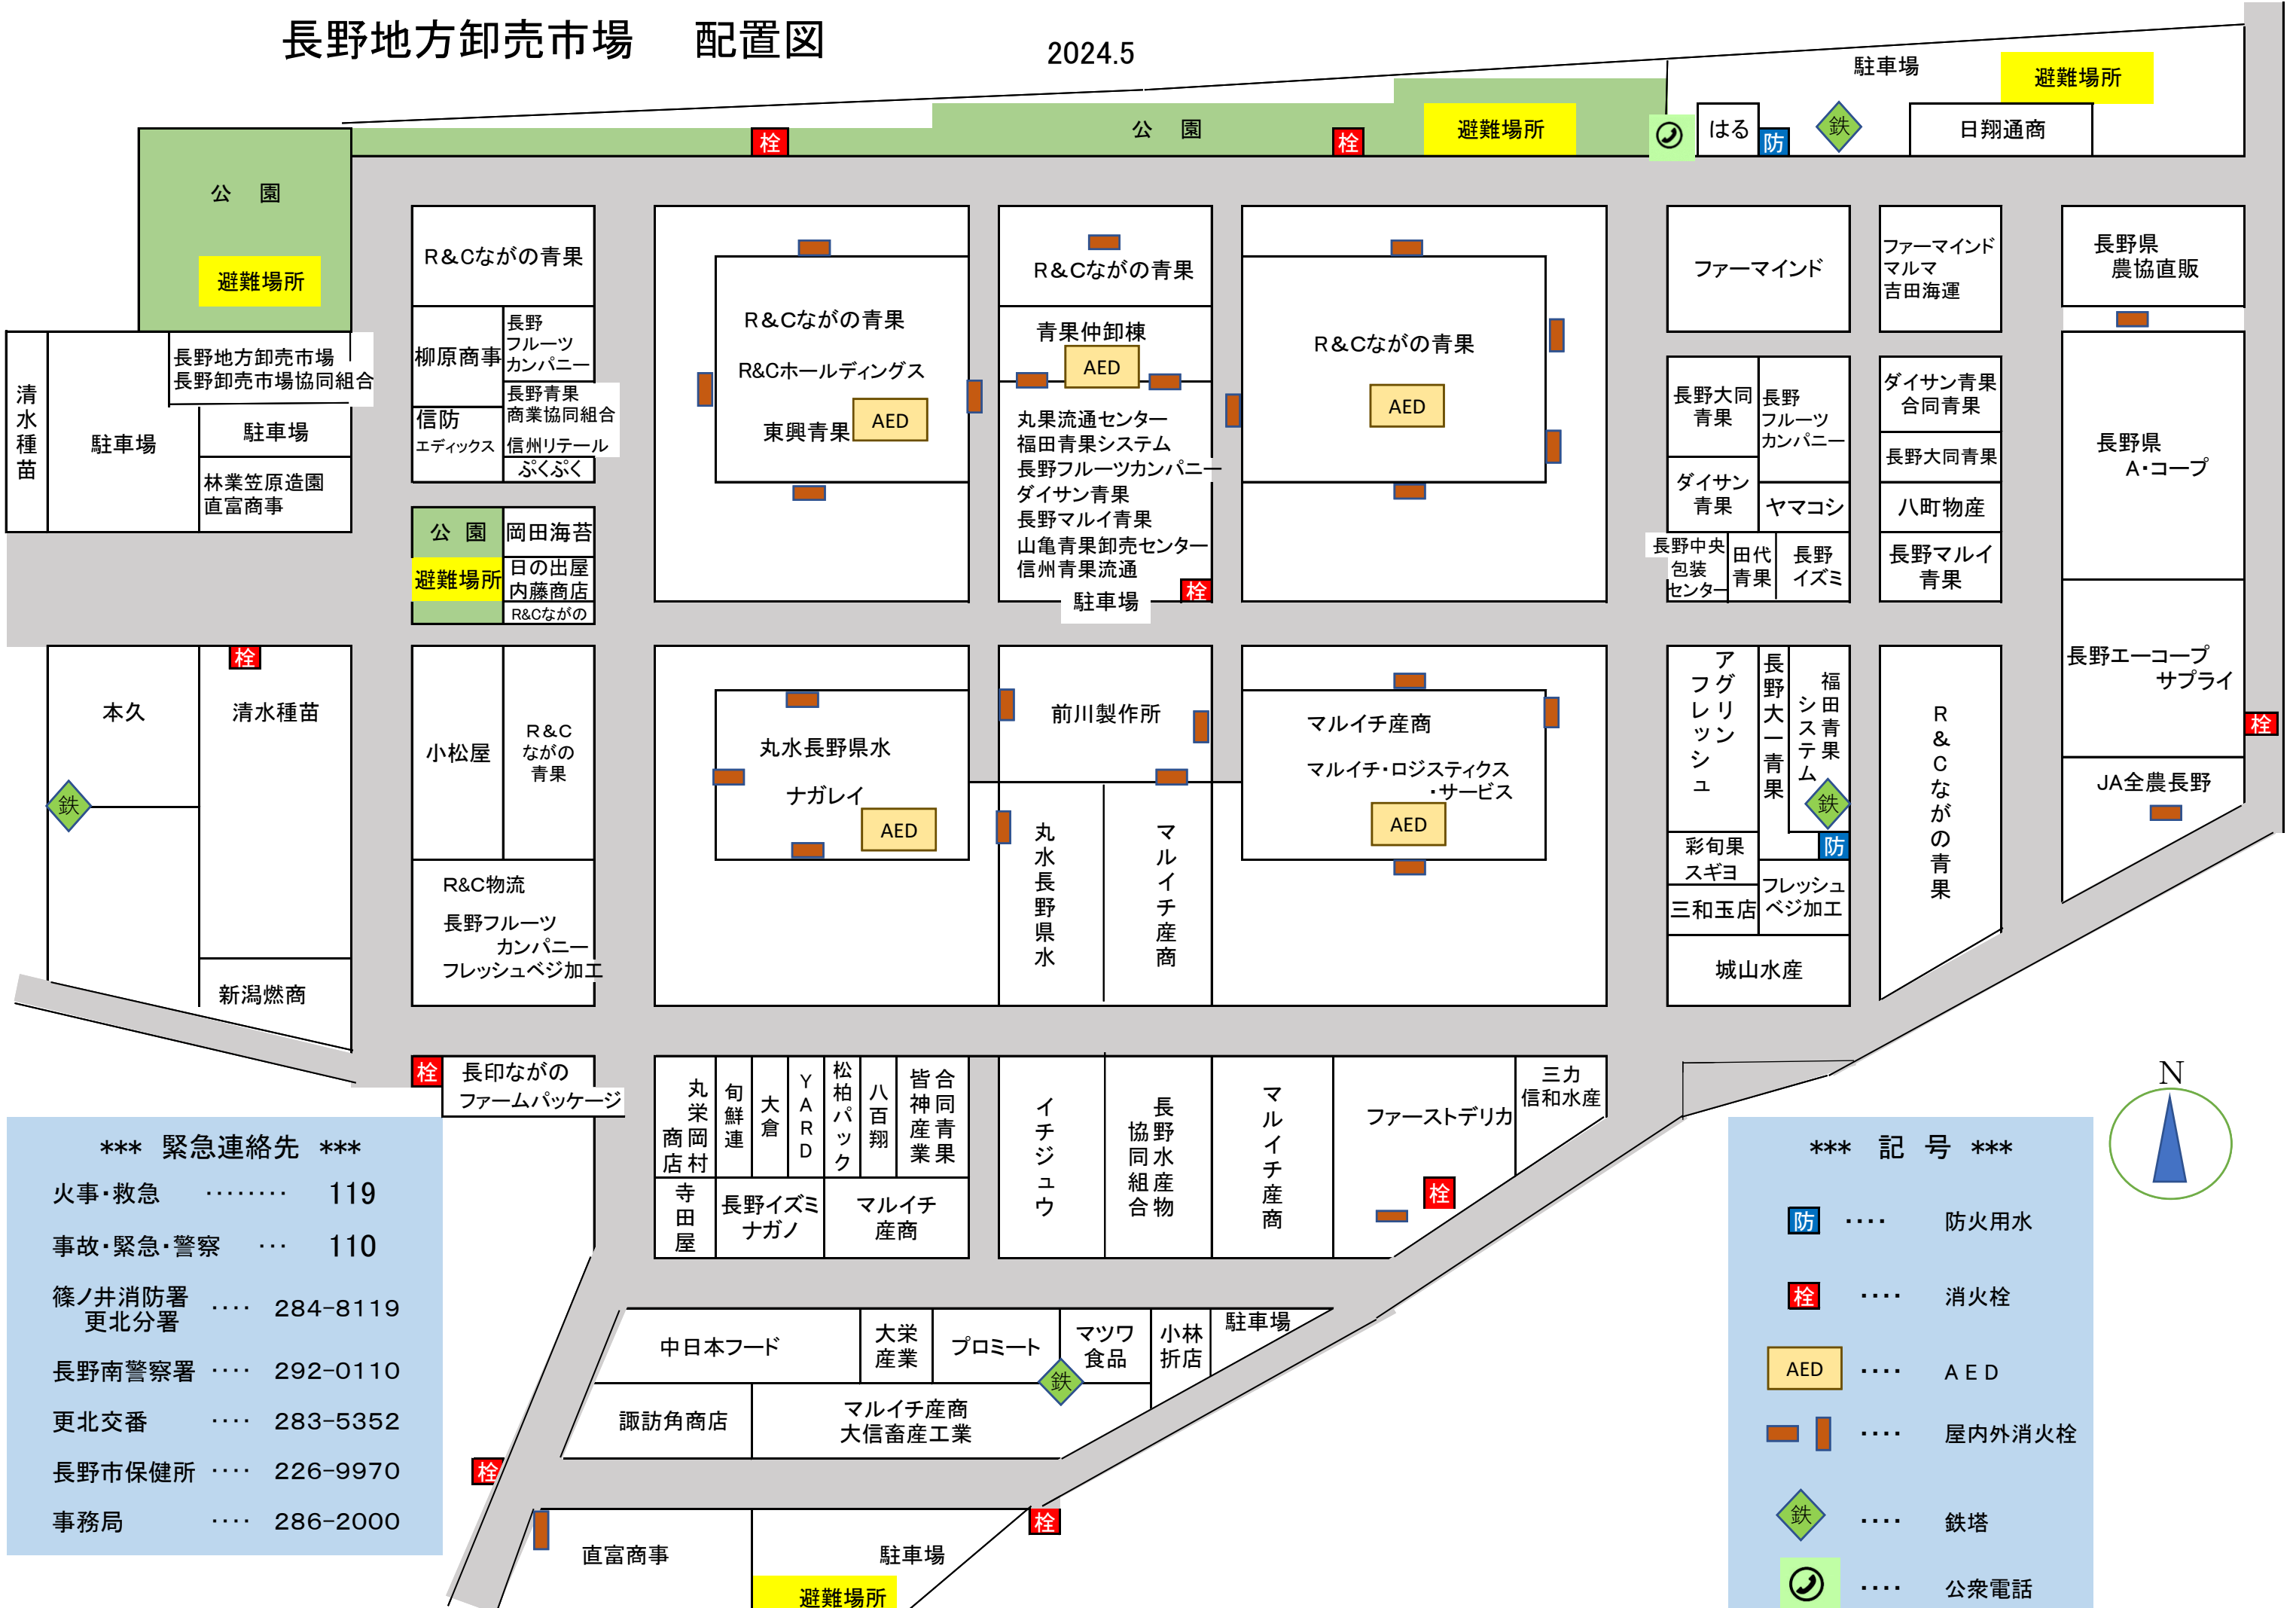 長野地方卸売市場　配置図
2024.5
駐車場
避難場所
栓
公　園
栓
避難場所
はる
防
鉄
日翔通商
公　園
避難場所
R&Cながの青果
柳原商事
長野
フルーツ
カンパニー
長野青果
商業協同組合
信防
エディックス
信州リテール
ぷくぷく
R&Cながの青果
R&Cホールディングス
東興青果
AED
R&Cながの青果
青果仲卸棟
AED
丸果流通センター
福田青果システム
長野フルーツカンパニー
ダイサン青果
長野マルイ青果
山亀青果卸売センター
信州青果流通
栓
駐車場
R&Cながの青果
AED
ファーマインド
ファーマインド
マルマ
吉田海運
長野県
農協直販
長野大同
青果
長野
フルーツ
カンパニー
ダイサン
青果
ヤマコシ
長野中央
包装
センター
田代
青果
長野
イズミ
ダイサン青果
合同青果
長野大同青果
八町物産
長野マルイ
青果
長野県
A・コープ
長野エーコープ
サプライ
栓
JA全農長野
清水種苗
駐車場
長野地方卸売市場
長野卸売市場協同組合
駐車場
林業笠原造園
直富商事
公　園
避難場所
岡田海苔
日の出屋
内藤商店
R&Cながの
本久
栓
清水種苗
鉄
新潟燃商
小松屋
R&C
ながの
青果
R&C物流
長野フルーツ
カンパニー
フレッシュベジ加工
丸水長野県水
ナガレイ
AED
前川製作所
丸水長野県水
マルイチ産商
マルイチ産商
マルイチ・ロジスティクス
・サービス
AED
アグリン
フレッシュ
長野大一青果
福田青果
システム
鉄
防
彩旬果
スギヨ
三和玉店
フレッシュ
ベジ加工
城山水産
R&Cながの青果
栓
長印ながの
ファームパッケージ
丸栄岡村
商店
旬鮮連
大倉
YARD
松柏パック
八百翔
合同青果
皆神産業
寺田屋
長野イズミ
ナガノ
マルイチ
産商
イチジュウ
長野水産物
協同組合
マルイチ産商
ファーストデリカ
栓
三力
信和水産
中日本フード
大栄
産業
プロミート
マツワ
食品
小林
折店
駐車場
鉄
諏訪角商店
マルイチ産商
大信畜産工業
栓
栓
直富商事
駐車場
避難場所
*** 緊急連絡先 ***
火事・救急 ········ 119
事故・緊急・警察 ··· 110
篠ノ井消防署
更北分署 ···· 284-8119
長野南警察署 ···· 292-0110
更北交番 ···· 283-5352
長野市保健所 ···· 226-9970
事務局 ···· 286-2000
N
*** 記 号 ***
防 ···· 防火用水
栓 ···· 消火栓
AED ···· AED
···· 屋内外消火栓
鉄 ···· 鉄塔
···· 公衆電話